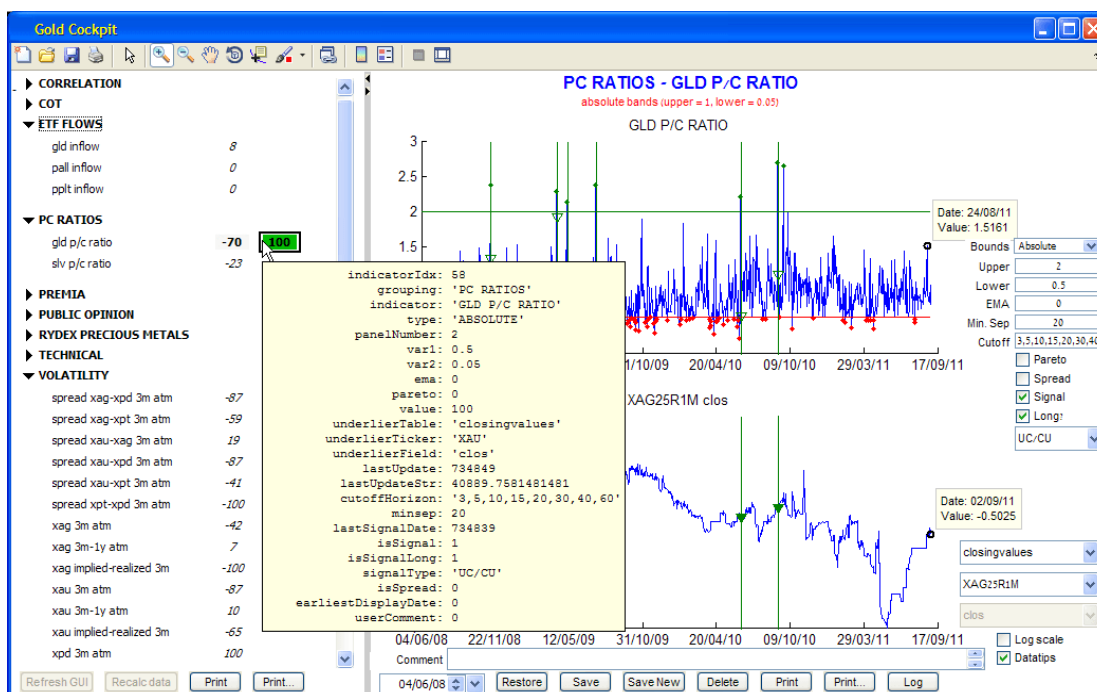 Gold Cockpit
CORRELATION
COT
ETF FLOWS
gld inflow 8
pall inflow 0
pplt inflow 0
PC RATIOS
gld p/c ratio -70 100
slv p/c ratio -23
PREMIA
PUBLIC OPINION
RYDEX PRECIOUS METALS
TECHNICAL
VOLATILITY
spread xag-xpd 3m atm -87
spread xag-xpt 3m atm -59
spread xau-xag 3m atm 19
spread xau-xpd 3m atm -87
spread xau-xpt 3m atm -41
spread xpt-xpd 3m atm -100
xag 3m atm -42
xag 3m-1y atm 7
xag implied-realized 3m -100
xau 3m atm -87
xau 3m-1y atm 10
xau implied-realized 3m -65
xpd 3m atm 100
Refresh GUI Recalc data Print Print...
indicatorIdx: 58
grouping: 'PC RATIOS'
indicator: 'GLD P/C RATIO'
type: 'ABSOLUTE'
panelNumber: 2
var1: 0.5
var2: 0.05
ema: 0
pareto: 0
value: 100
underlierTable: 'closingvalues'
underlierTicker: 'XAU'
underlierField: 'clos'
lastUpdate: 734849
lastUpdateStr: 40889.7581481481
cutoffHorizon: '3,5,10,15,20,30,40,60'
minsep: 20
lastSignalDate: 734839
isSignal: 1
isSignalLong: 1
signalType: 'UC/CU'
isSpread: 0
earliestDisplayDate: 0
userComment: 0
PC RATIOS - GLD P/C RATIO
absolute bands (upper = 1, lower = 0.05)
GLD P/C RATIO
3
2.5
2
1.5
Date: 24/08/11
Value: 1.5161
1/10/09 20/04/10 09/10/10 29/03/11 17/09/11
Bounds Absolute
Upper 2
Lower 0.5
EMA 0
Min. Sep 20
Cutoff 3,5,10,15,20,30,40
Pareto
Spread
Signal
Long?
UC/CU
XAG25R1M clos
Date: 02/09/11
Value: -0.5025
closingvalues
XAG25R1M
clos
04/06/08 22/11/08 12/05/09 31/10/09 20/04/10 09/10/10 29/03/11 17/09/11
Log scale
Datatips
Comment
04/06/08 Restore Save Save New Delete Print Print... Log